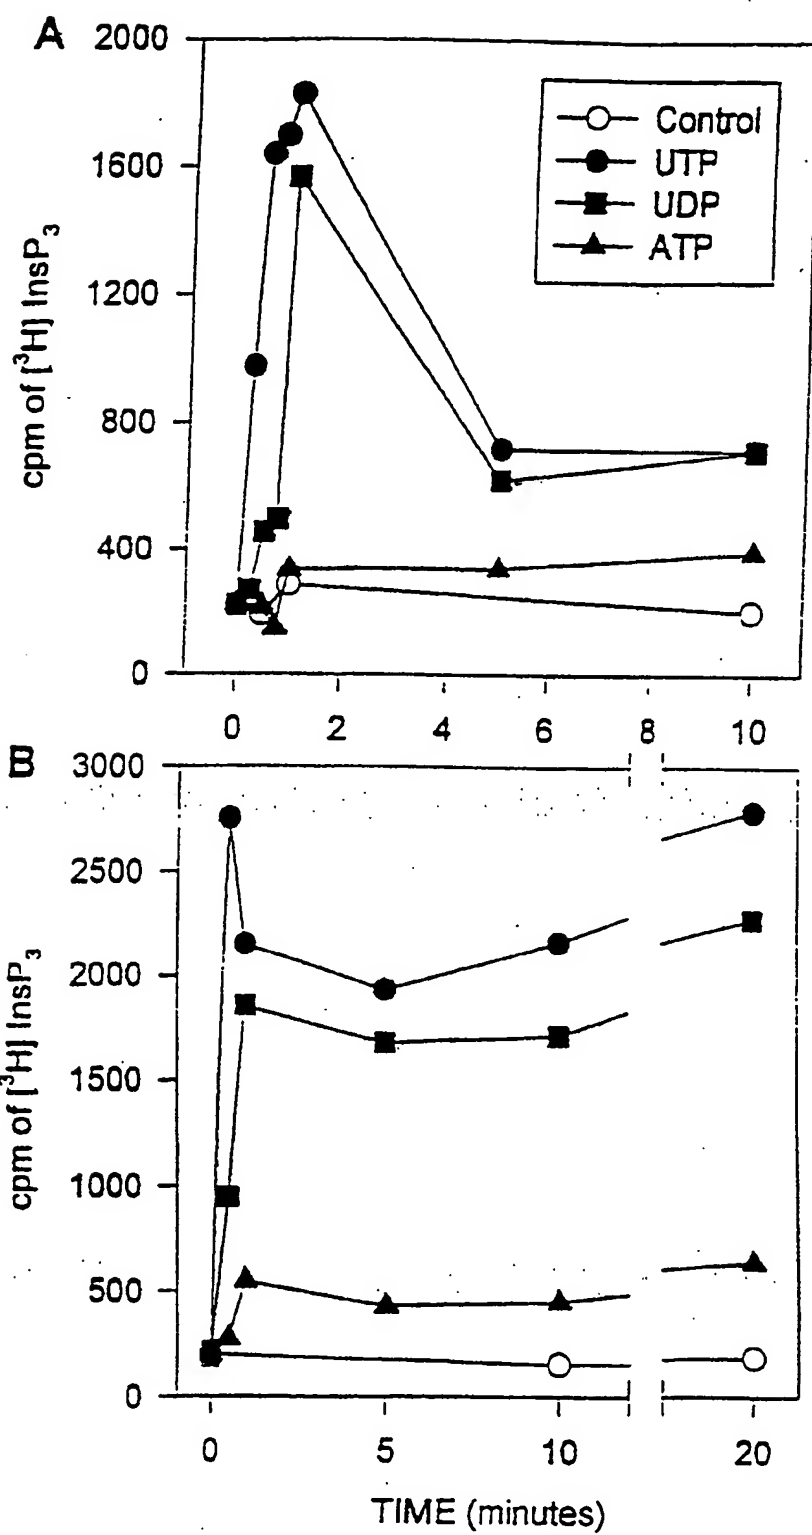 A
2000
1600
1200
800
400
0
cpm of [³H] InsP₃
Control
UTP
UDP
ATP
0 2 4 6 8 10
B
3000
2500
2000
1500
1000
500
0
cpm of [³H] InsP₃
0 5 10 20
TIME (minutes)